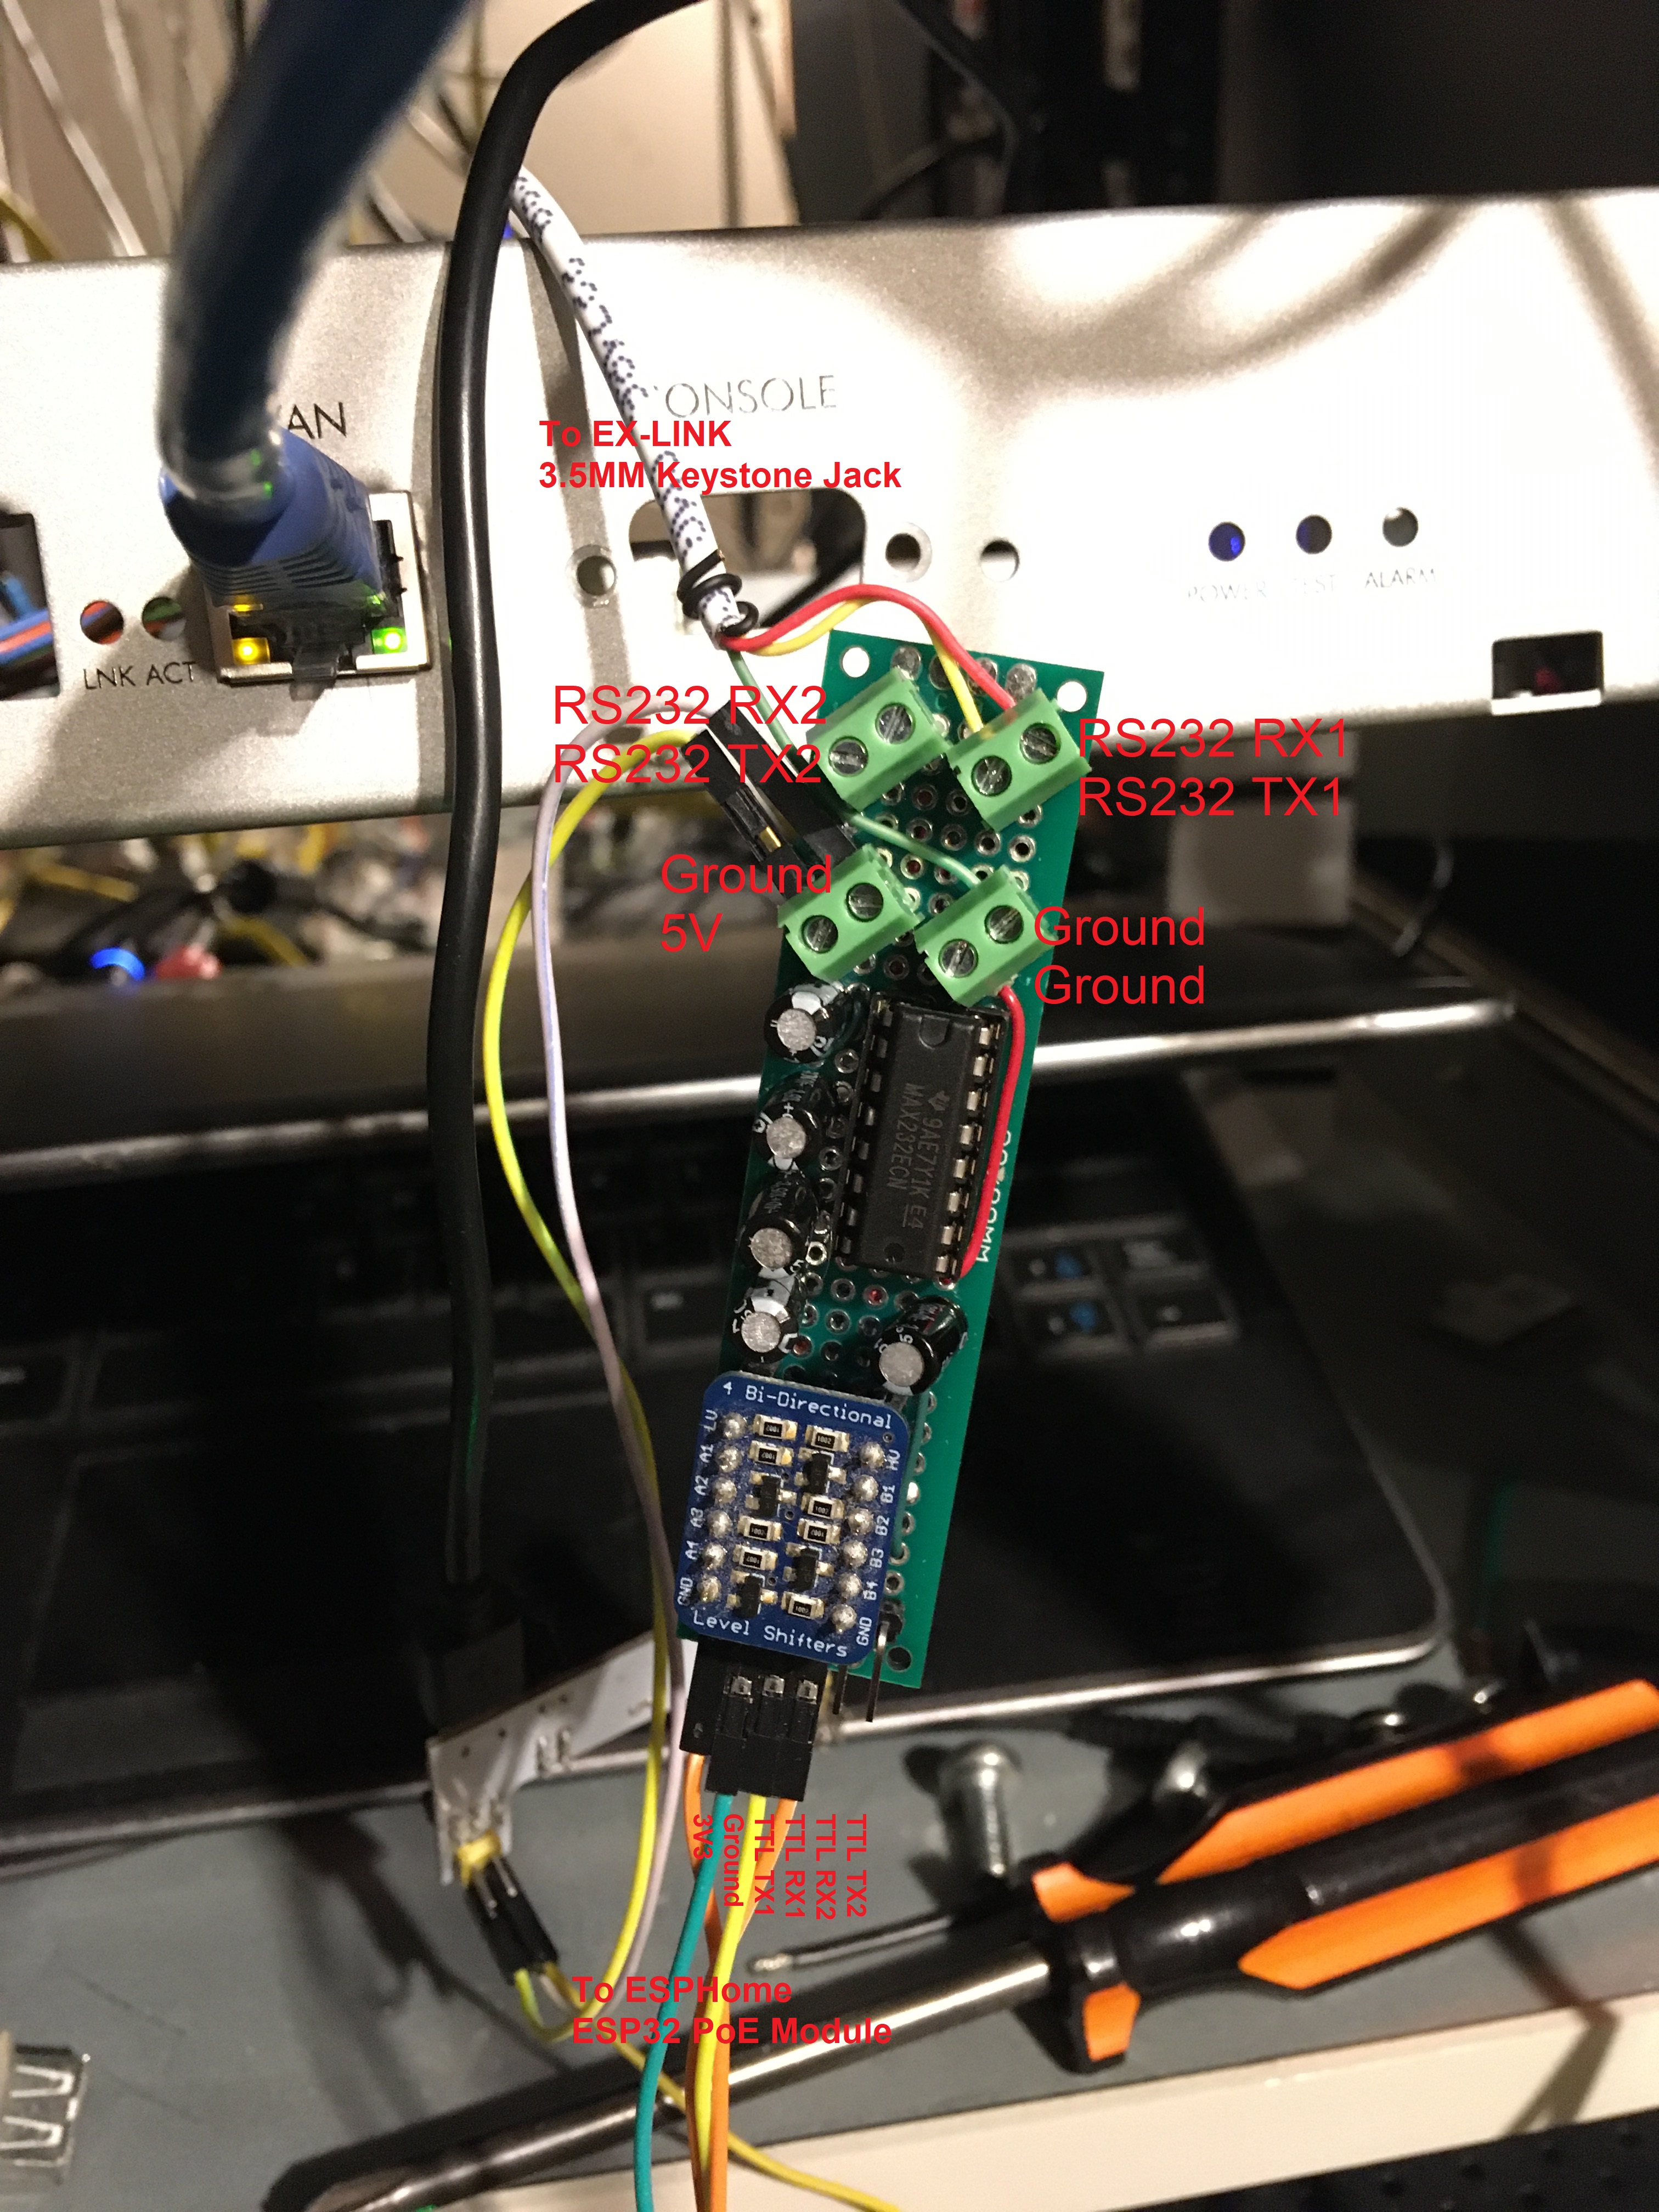 AN
ONSOLE
To EX-LINK
3.5MM Keystone Jack
POWER TEST ALARM
LNK ACT
RS232 RX2
RS232 TX2
RS232 RX1
RS232 TX1
Ground
5V
Ground
Ground
9AE7Y1K E4
MAX232ECN
4 Bi-Directional
LV
A1
A2
A3
A4
GND
HV
B1
B2
B3
B4
GND
Level Shifters
3V3
Ground
TTL TX1
TTL RX1
TTL RX2
TTL TX2
To ESPHome
ESP32 PoE Module